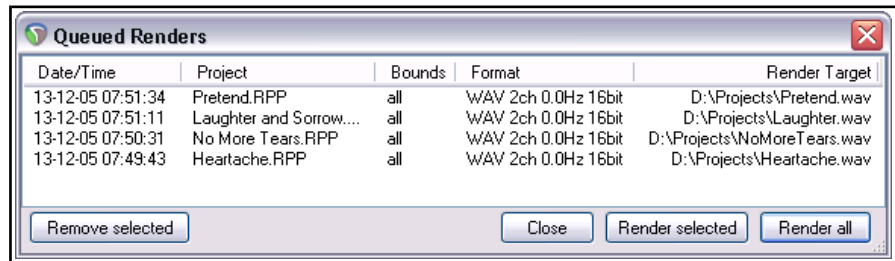 Queued Renders
Date/Time Project Bounds Format Render Target
13-12-05 07:51:34 Pretend.RPP all WAV 2ch 0.0Hz 16bit D:\Projects\Pretend.wav
13-12-05 07:51:11 Laughter and Sorrow.... all WAV 2ch 0.0Hz 16bit D:\Projects\Laughter.wav
13-12-05 07:50:31 No More Tears.RPP all WAV 2ch 0.0Hz 16bit D:\Projects\NoMoreTears.wav
13-12-05 07:49:43 Heartache.RPP all WAV 2ch 0.0Hz 16bit D:\Projects\Heartache.wav
Remove selected Close Render selected Render all